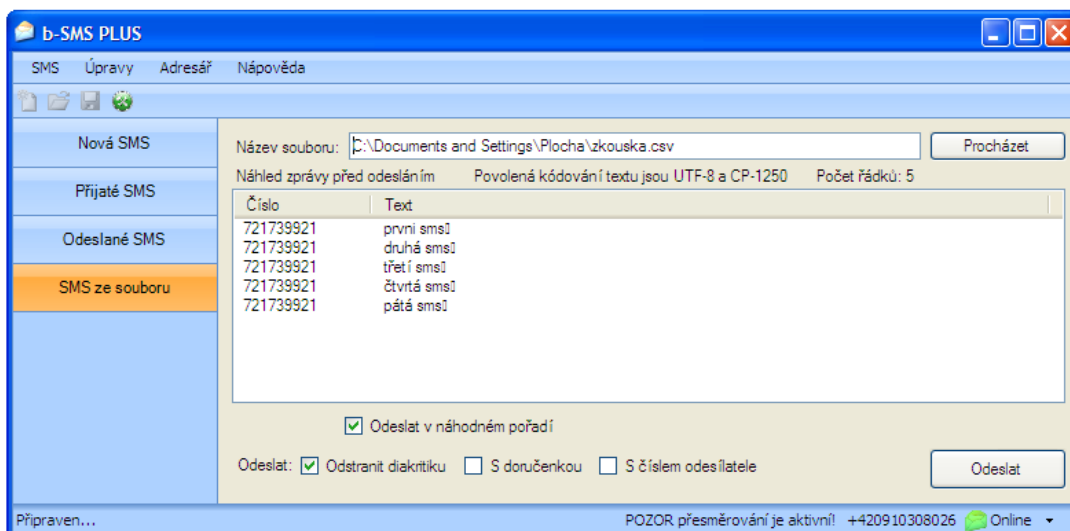 b-SMS PLUS
SMS Úpravy Adresář Nápověda
Nová SMS
Přijaté SMS
Odeslané SMS
SMS ze souboru
Název souboru: C:\Documents and Settings\Plocha\zkouska.csv Procházet
Náhled zprávy před odesláním Povolená kódování textu jsou UTF-8 a CP-1250 Počet řádků: 5
Číslo Text
721739921 prvni sms▯
721739921 druhá sms▯
721739921 třetí sms▯
721739921 čtvrtá sms▯
721739921 pátá sms▯
Odeslat v náhodném pořadí
Odeslat: Odstranit diakritiku S doručenkou S číslem odesílatele Odeslat
Připraven... POZOR přesměrování je aktivní! +420910308026 Online